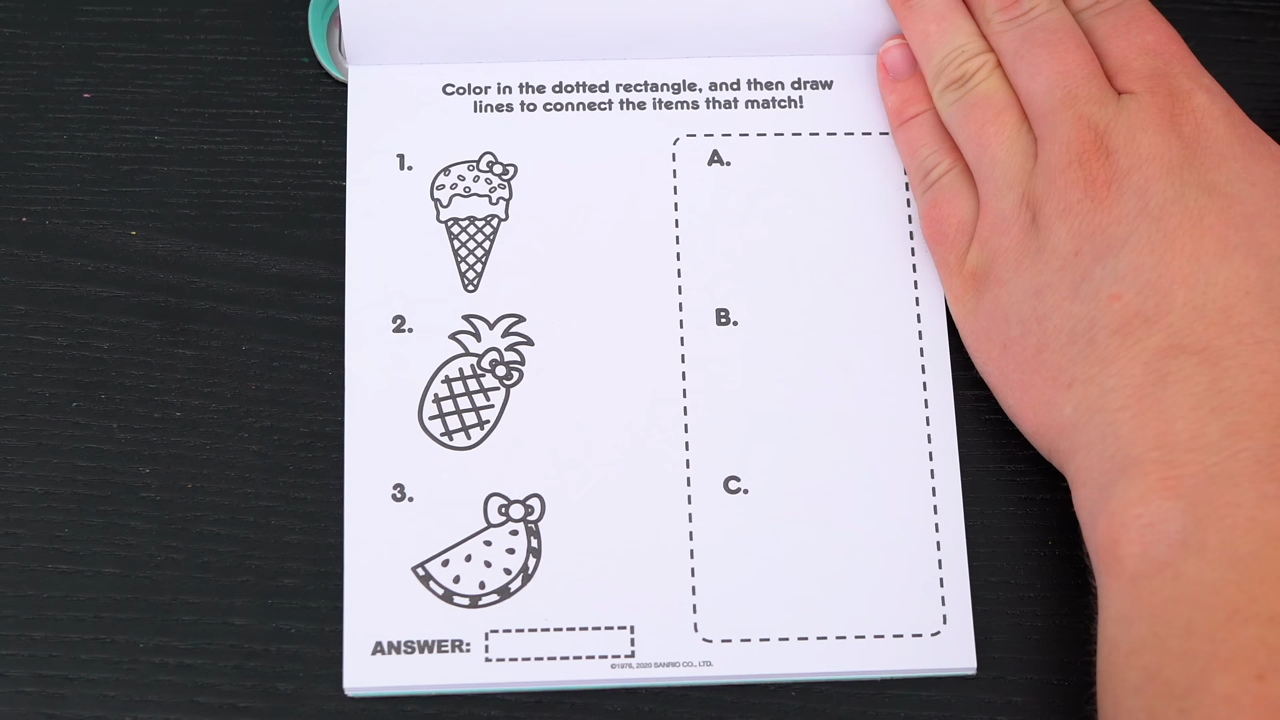 Color in the dotted rectangle, and then draw
lines to connect the items that match!
1.
2.
3.
A.
B.
C.
ANSWER:
©1976, 2020 SANRIO CO., LTD.